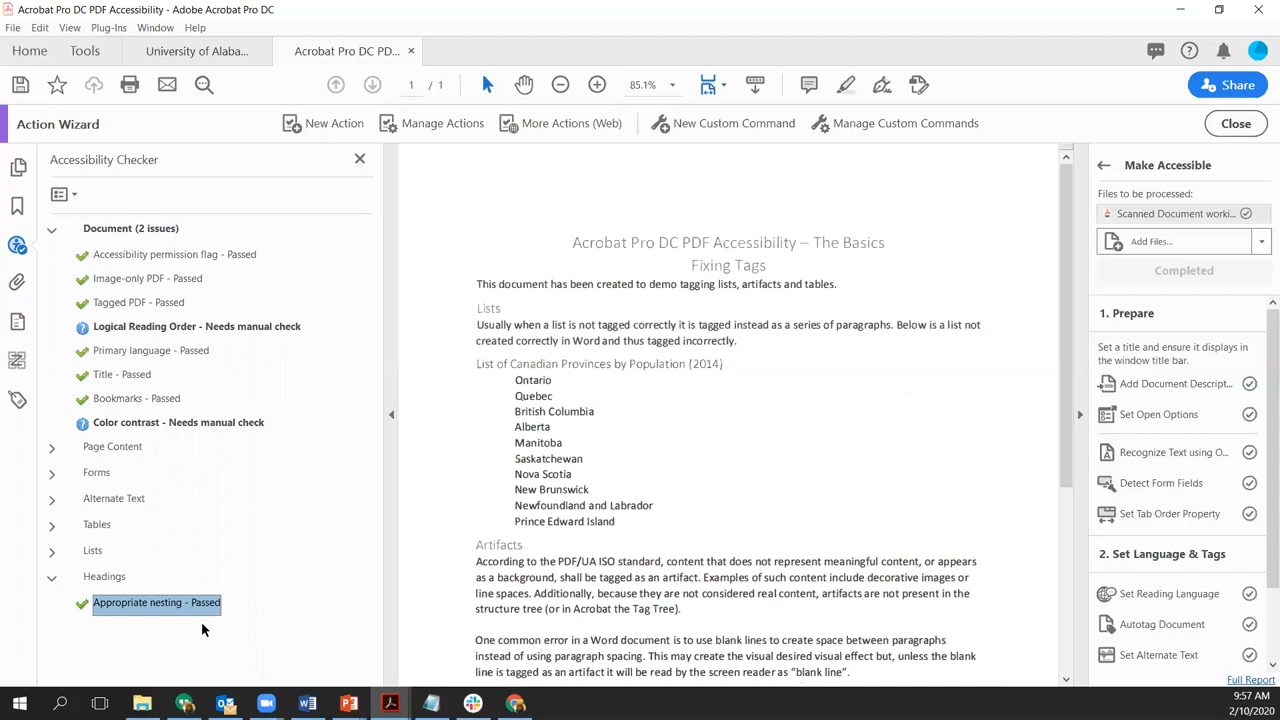 Acrobat Pro DC PDF Accessibility - Adobe Acrobat Pro DC
File Edit View Plug-Ins Window Help
Home Tools University of Alaba... Acrobat Pro DC PD... ×
1 / 1 85.1% Share
Action Wizard New Action Manage Actions More Actions (Web) New Custom Command Manage Custom Commands Close
Accessibility Checker
Document (2 issues)
Accessibility permission flag - Passed
Image-only PDF - Passed
Tagged PDF - Passed
Logical Reading Order - Needs manual check
Primary language - Passed
Title - Passed
Bookmarks - Passed
Color contrast - Needs manual check
Page Content
Forms
Alternate Text
Tables
Lists
Headings
Appropriate nesting - Passed
Acrobat Pro DC PDF Accessibility – The Basics
Fixing Tags
This document has been created to demo tagging lists, artifacts and tables.
Lists
Usually when a list is not tagged correctly it is tagged instead as a series of paragraphs. Below is a list not
created correctly in Word and thus tagged incorrectly.
List of Canadian Provinces by Population (2014)
Ontario
Quebec
British Columbia
Alberta
Manitoba
Saskatchewan
Nova Scotia
New Brunswick
Newfoundland and Labrador
Prince Edward Island
Artifacts
According to the PDF/UA ISO standard, content that does not represent meaningful content, or appears
as a background, shall be tagged as an artifact. Examples of such content include decorative images or
line spaces. Additionally, because they are not considered real content, artifacts are not present in the
structure tree (or in Acrobat the Tag Tree).
One common error in a Word document is to use blank lines to create space between paragraphs
instead of using paragraph spacing. This may create the visual desired visual effect but, unless the blank
line is tagged as an artifact it will be read by the screen reader as “blank line”.
Make Accessible
Files to be processed:
Scanned Document worki...
Add Files...
Completed
1. Prepare
Set a title and ensure it displays in
the window title bar.
Add Document Descript...
Set Open Options
Recognize Text using O...
Detect Form Fields
Set Tab Order Property
2. Set Language & Tags
Set Reading Language
Autotag Document
Set Alternate Text
Full Report
9:57 AM
2/10/2020